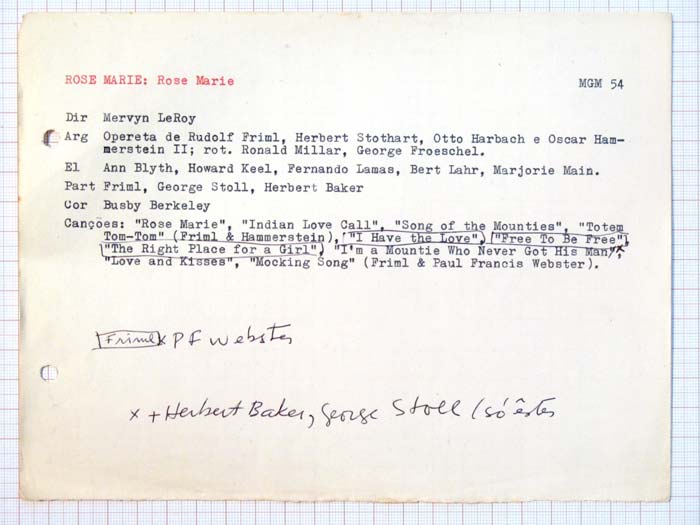 ROSE MARIE: Rose Marie MGM 54
Dir Mervyn LeRoy
Arg Opereta de Rudolf Friml, Herbert Stothart, Otto Harbach e Oscar Ham-
merstein II; rot. Ronald Millar, George Froeschel.
El Ann Blyth, Howard Keel, Fernando Lamas, Bert Lahr, Marjorie Main.
Part Friml, George Stoll, Herbert Baker
Cor Busby Berkeley
Canções: "Rose Marie", "Indian Love Call", "Song of the Mounties", "Totem
Tom-Tom" (Friml & Hammerstein), "I Have the Love", "Free To Be Free",
"The Right Place for a Girl", "I'm a Mountie Who Never Got His Man", x
"Love and Kisses", "Mocking Song" (Friml & Paul Francis Webster).
Friml x PF Webster
x + Herbert Baker, George Stoll (só êstes